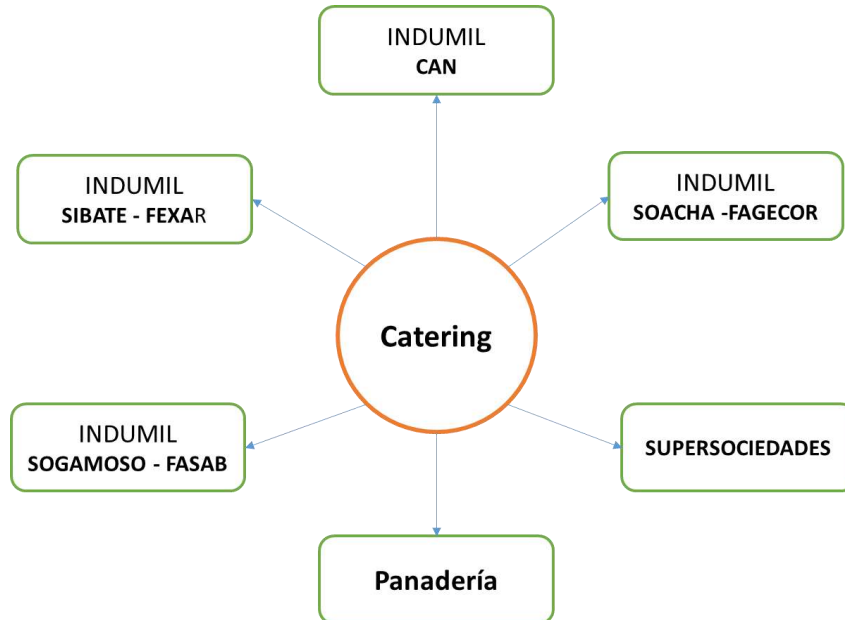 INDUMIL
CAN
INDUMIL
SIBATE - FEXAR
INDUMIL
SOACHA -FAGECOR
Catering
INDUMIL
SOGAMOSO - FASAB
SUPERSOCIEDADES
Panadería